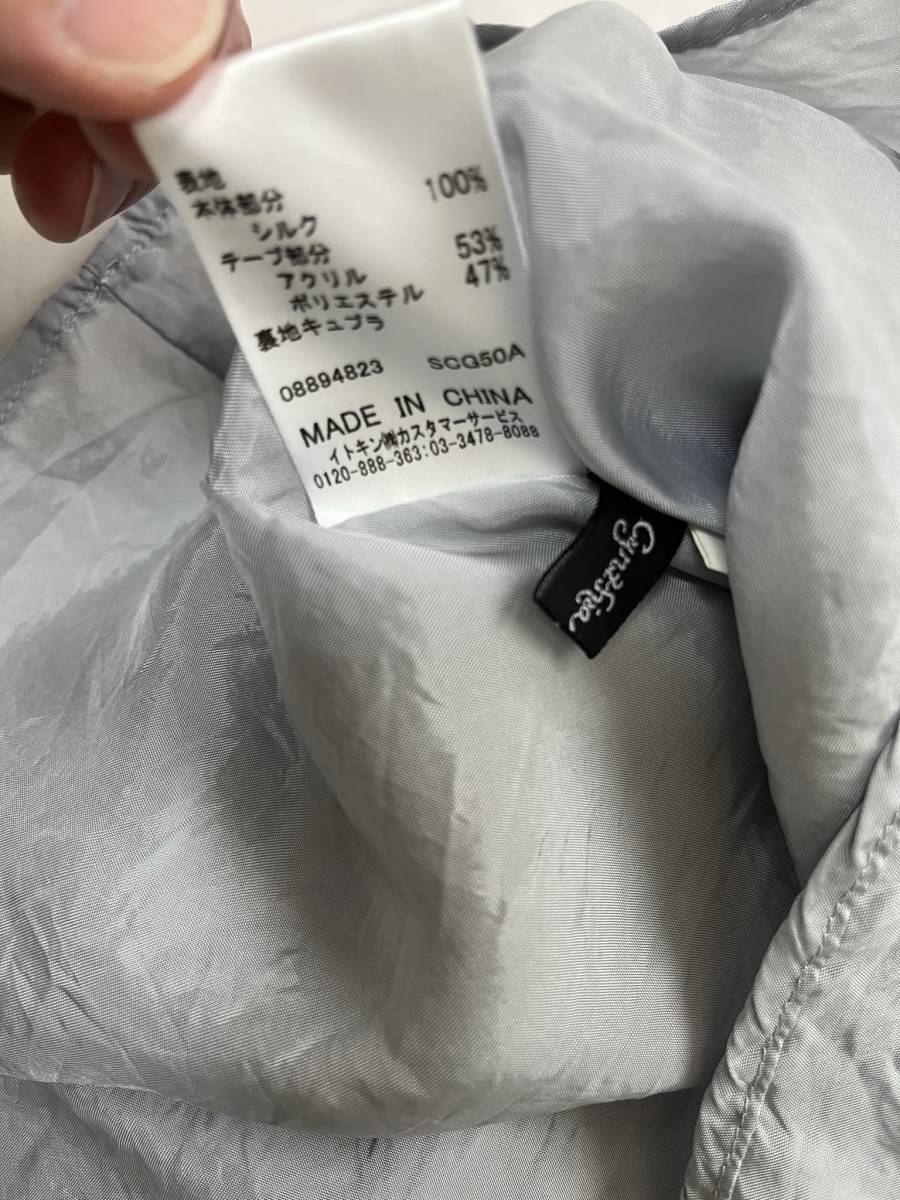 表地
本体部分
シルク 100%
テープ部分
アクリル 53%
ポリエステル 47%
裏地キュプラ
08894823 SCG50A
MADE IN CHINA
イトキン㈱カスタマーサービス
0120-888-363:03-3478-8088